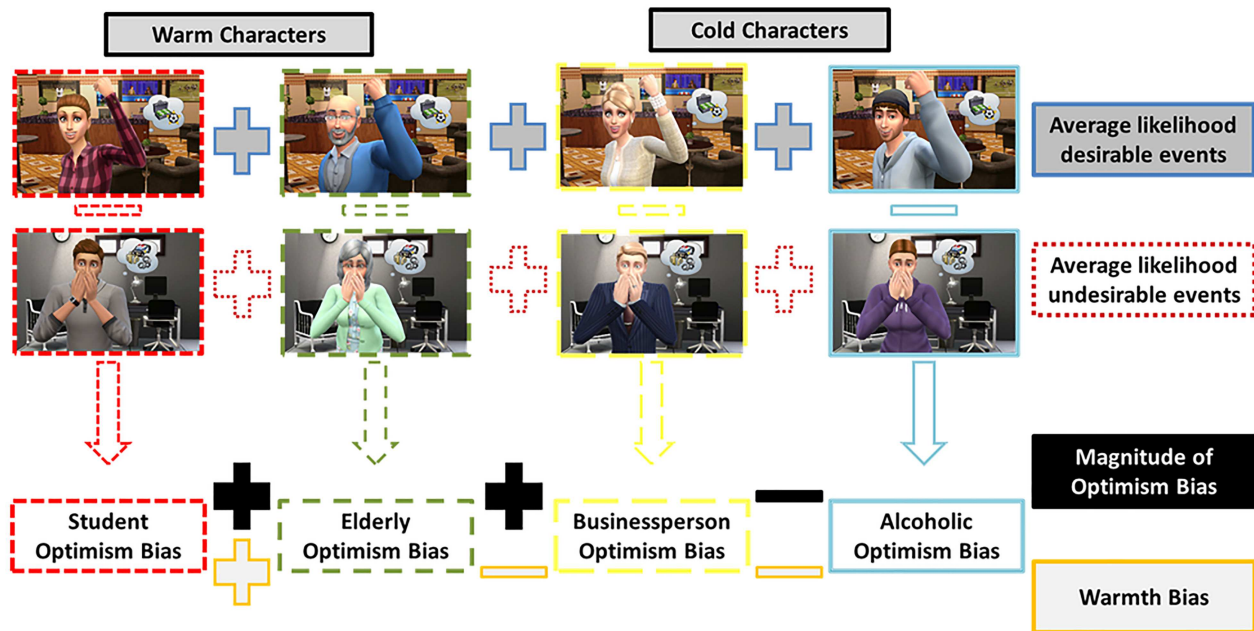 Warm Characters
Cold Characters
Average likelihood
desirable events
Average likelihood
undesirable events
Magnitude of
Optimism Bias
Student
Optimism Bias
Elderly
Optimism Bias
Businessperson
Optimism Bias
Alcoholic
Optimism Bias
Warmth Bias